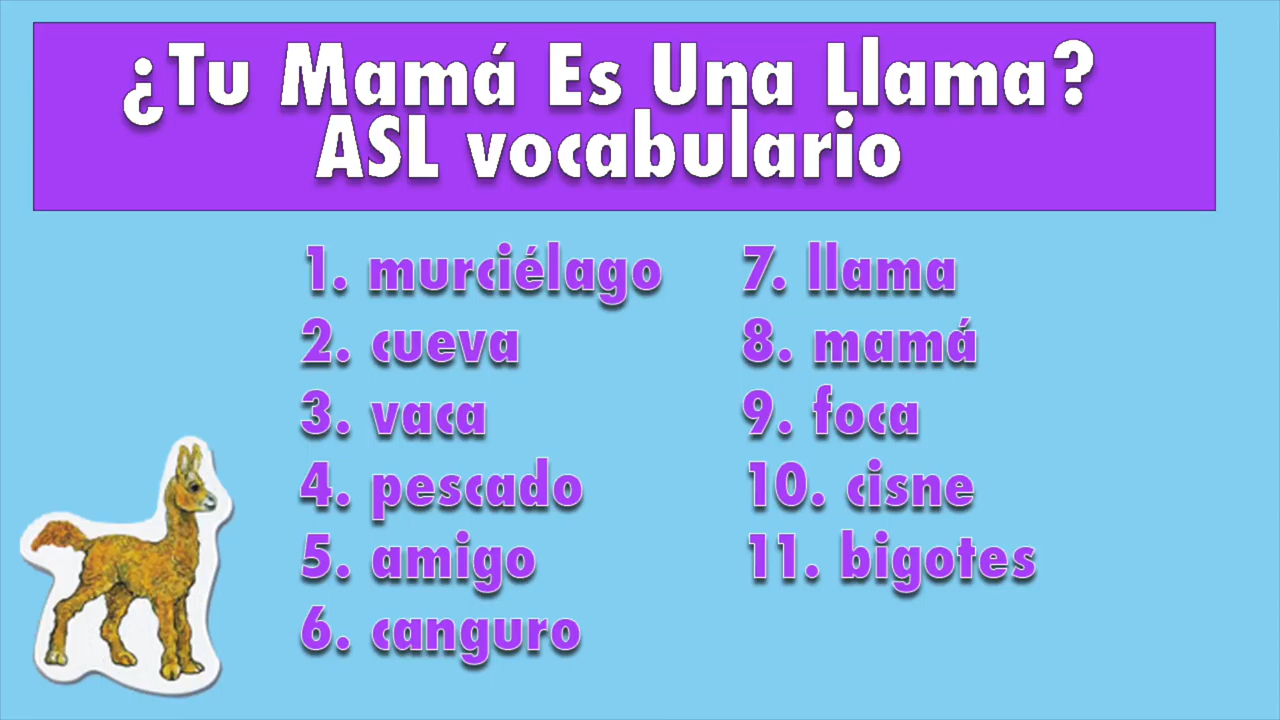 ¿Tu Mamá Es Una Llama?
ASL vocabulario
1. murciélago
2. cueva
3. vaca
4. pescado
5. amigo
6. canguro
7. llama
8. mamá
9. foca
10. cisne
11. bigotes